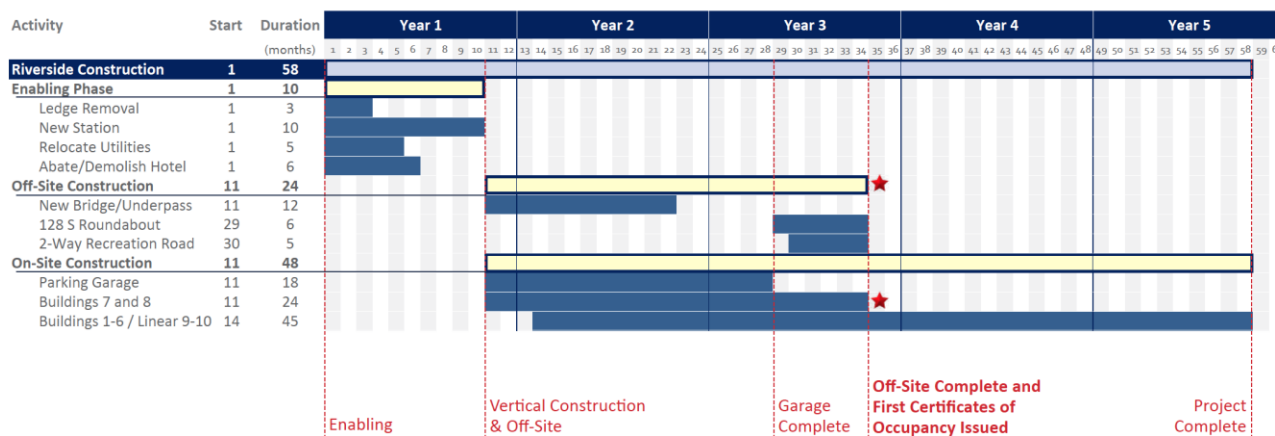 Activity Start Duration Year 1 Year 2 Year 3 Year 4 Year 5
(months) 1 2 3 4 5 6 7 8 9 10 11 12 13 14 15 16 17 18 19 20 21 22 23 24 25 26 27 28 29 30 31 32 33 34 35 36 37 38 39 40 41 42 43 44 45 46 47 48 49 50 51 52 53 54 55 56 57 58 59
Riverside Construction 1 58
Enabling Phase 1 10
Ledge Removal 1 3
New Station 1 10
Relocate Utilities 1 5
Abate/Demolish Hotel 1 6
Off-Site Construction 11 24
New Bridge/Underpass 11 12
128 S Roundabout 29 6
2-Way Recreation Road 30 5
On-Site Construction 11 48
Parking Garage 11 18
Buildings 7 and 8 11 24
Buildings 1-6 / Linear 9-10 14 45
Enabling
Vertical Construction
& Off-Site
Garage
Complete
Off-Site Complete and
First Certificates of
Occupancy Issued
Project
Complete